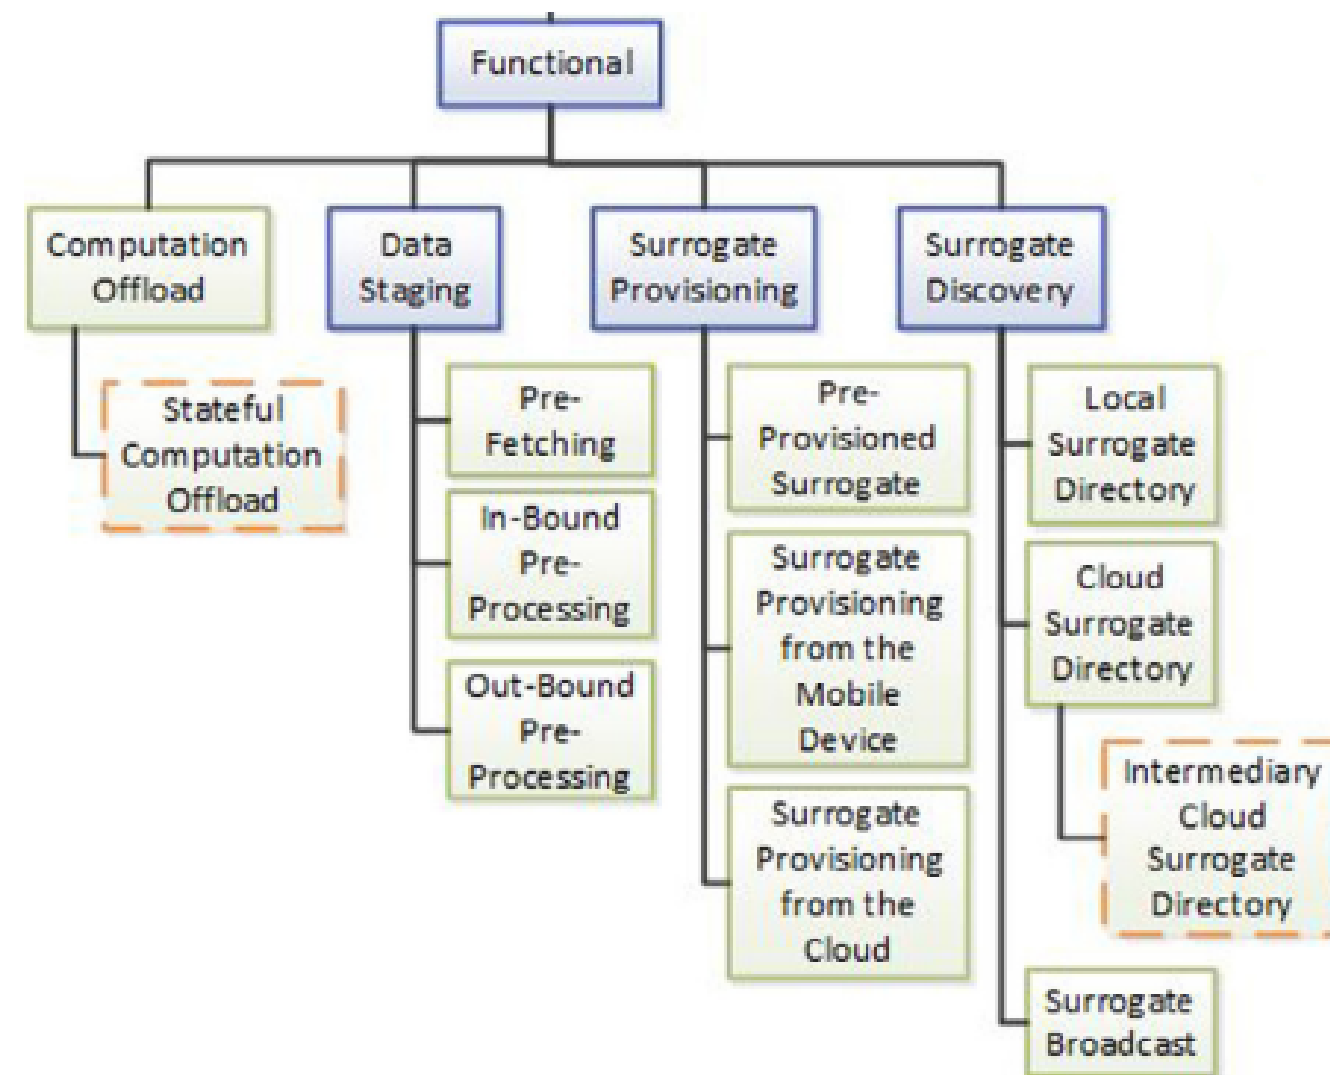 Functional
Computation
Offload
Data
Staging
Surrogate
Provisioning
Surrogate
Discovery
Stateful
Computation
Offload
Pre-
Fetching
In-Bound
Pre-
Processing
Out-Bound
Pre-
Processing
Pre-
Provisioned
Surrogate
Surrogate
Provisioning
from the
Mobile
Device
Surrogate
Provisioning
from the
Cloud
Local
Surrogate
Directory
Cloud
Surrogate
Directory
Intermediary
Cloud
Surrogate
Directory
Surrogate
Broadcast